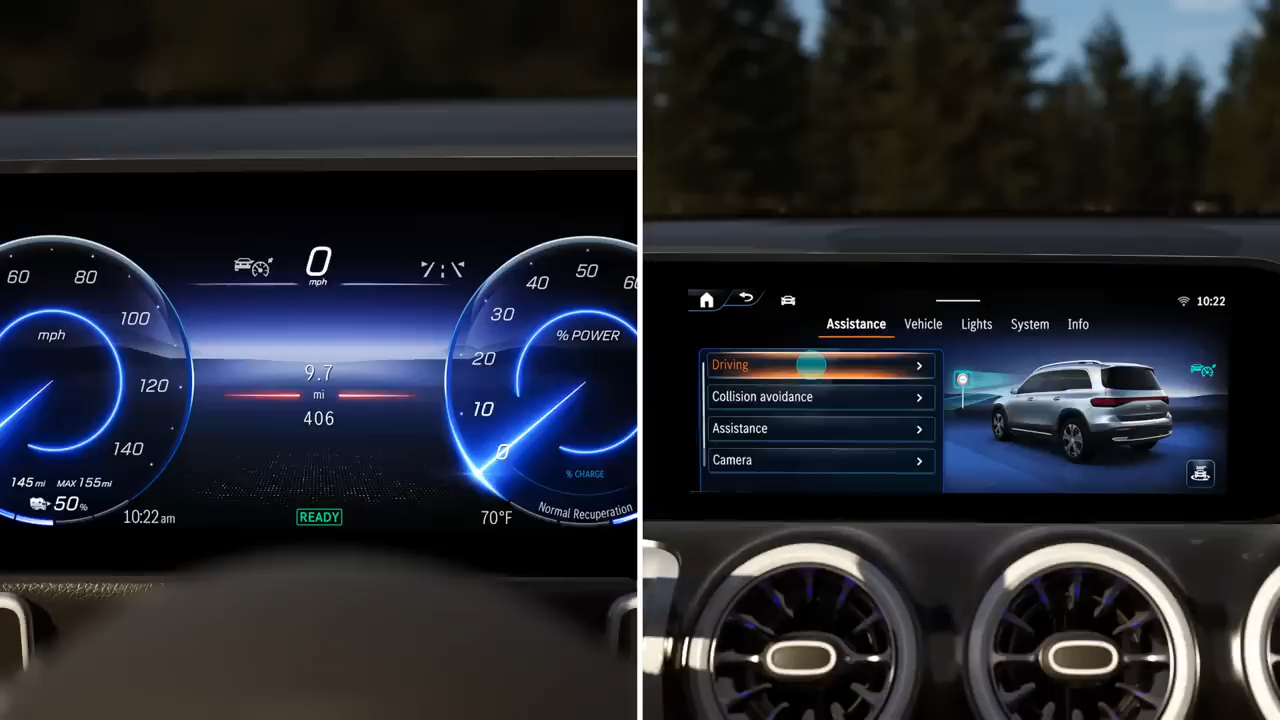 60
80
100
120
140
mph
145 mi MAX 155 mi
50%
10:22 am
0
mph
9.7
mi
406
READY
70°F
0
10
20
30
40
50
60
% POWER
% CHARGE
Normal Recuperation
10:22
Assistance Vehicle Lights System Info
Driving
Collision avoidance
Assistance
Camera